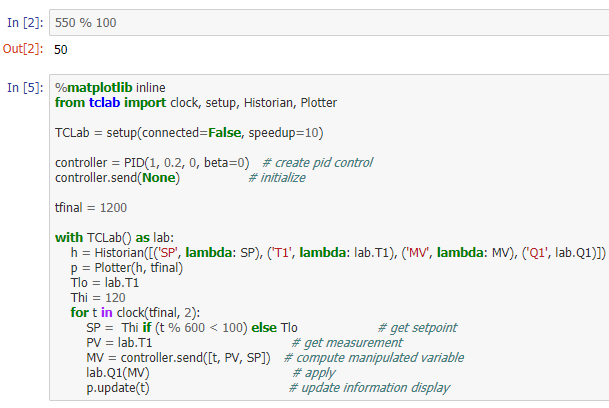 In [2]: 550 % 100
Out[2]: 50
In [5]: %matplotlib inline
from tclab import clock, setup, Historian, Plotter
TCLab = setup(connected=False, speedup=10)
controller = PID(1, 0.2, 0, beta=0) # create pid control
controller.send(None) # initialize
tfinal = 1200
with TCLab() as lab:
h = Historian([('SP', lambda: SP), ('T1', lambda: lab.T1), ('MV', lambda: MV), ('Q1', lab.Q1)])
p = Plotter(h, tfinal)
Tlo = lab.T1
Thi = 120
for t in clock(tfinal, 2):
SP = Thi if (t % 600 < 100) else Tlo # get setpoint
PV = lab.T1 # get measurement
MV = controller.send([t, PV, SP]) # compute manipulated variable
lab.Q1(MV) # apply
p.update(t) # update information display